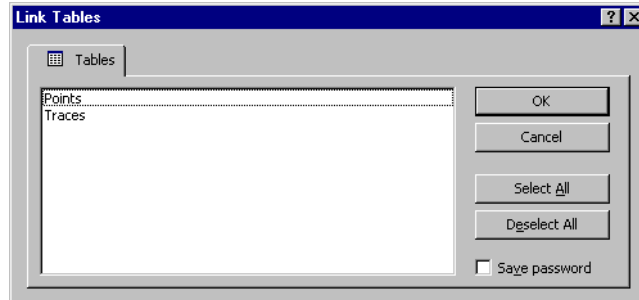 Link Tables
Tables
Points
Traces
OK
Cancel
Select All
Deselect All
Save password